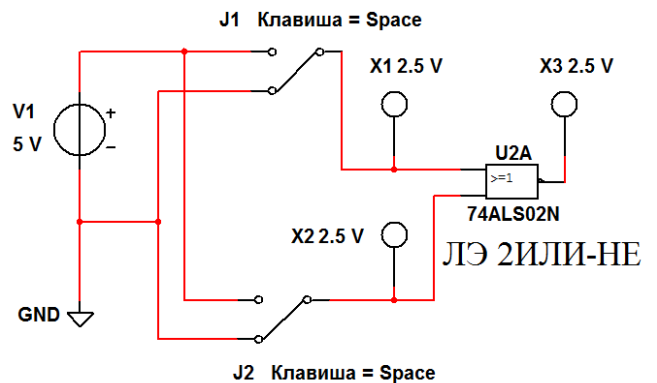 J1 Клавиша = Space
X1 2.5 V
X3 2.5 V
V1
5 V
+
–
U2A
>=1
74ALS02N
X2 2.5 V
ЛЭ 2ИЛИ-НЕ
GND
J2 Клавиша = Space